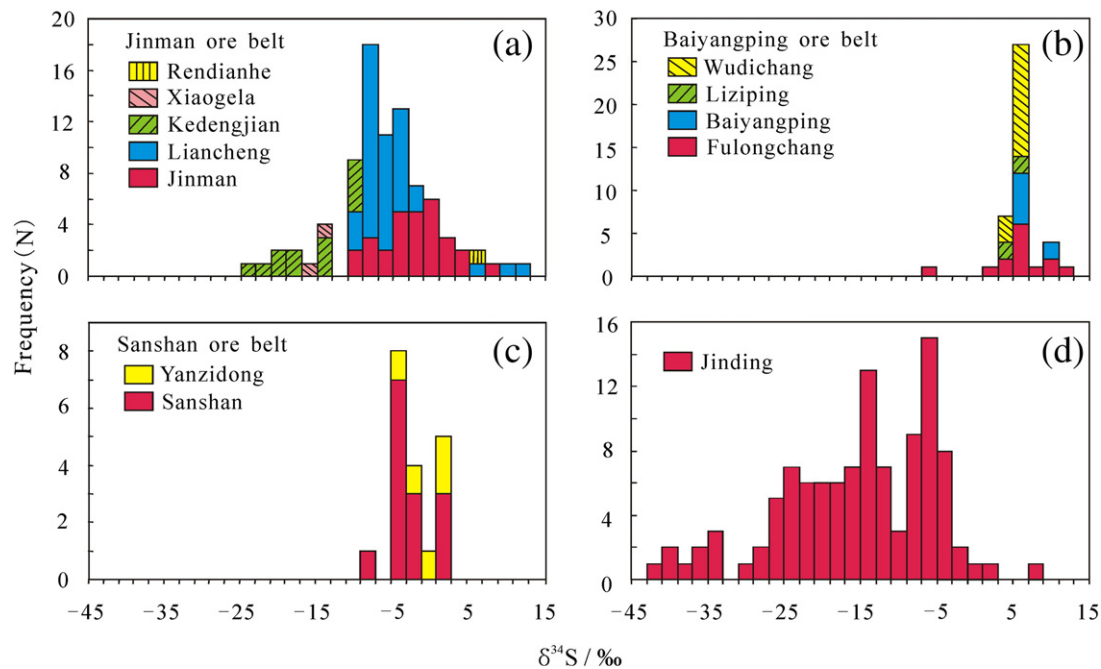 20 Jinman ore belt (a)
16 Rendianhe
Xiaogela
12 Kedengjian
Liancheng
8 Jinman
4
0
30 Baiyangping ore belt (b)
25 Wudichang
Liziping
20 Baiyangping
15 Fulongchang
10
5
0
Frequency (N)
8 Sanshan ore belt (c)
Yanzidong
6 Sanshan
4
2
0
−45 −35 −25 −15 −5 5 15
16 (d)
Jinding
12
8
4
0
−45 −35 −25 −15 −5 5 15
δ³⁴S / ‰